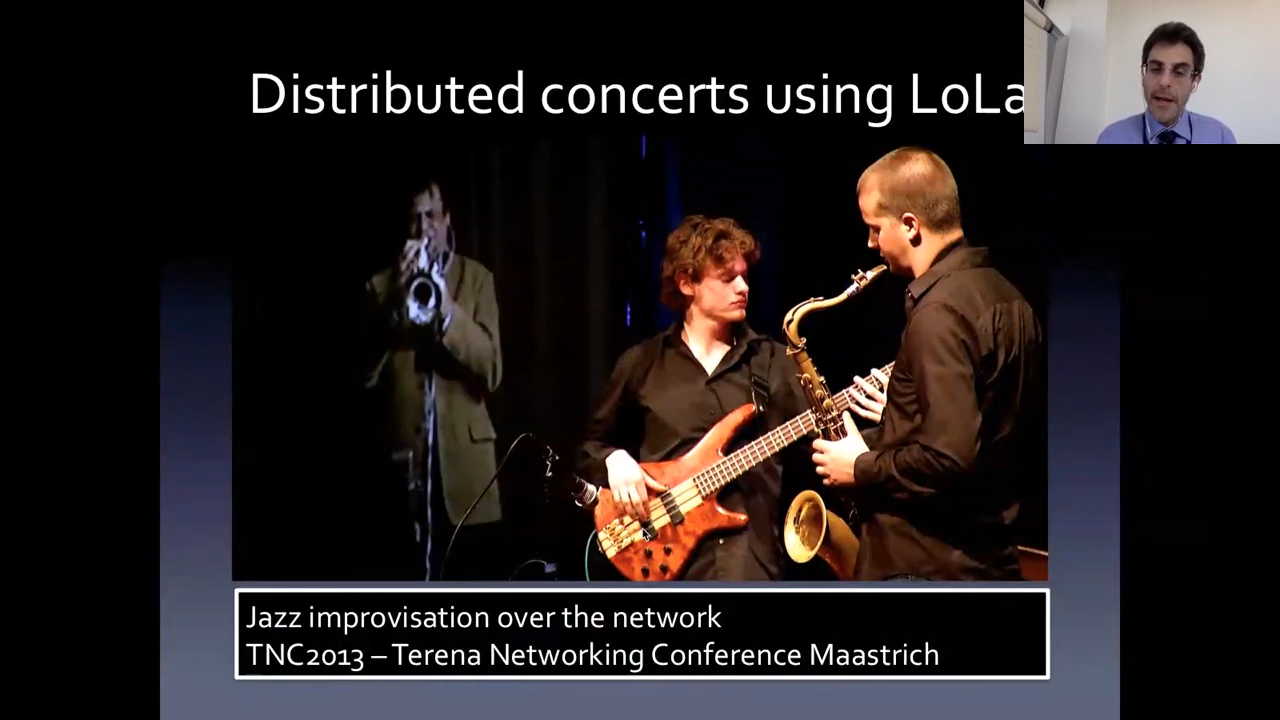 Distributed concerts using LoLa
Jazz improvisation over the network
TNC2013 – Terena Networking Conference Maastrich